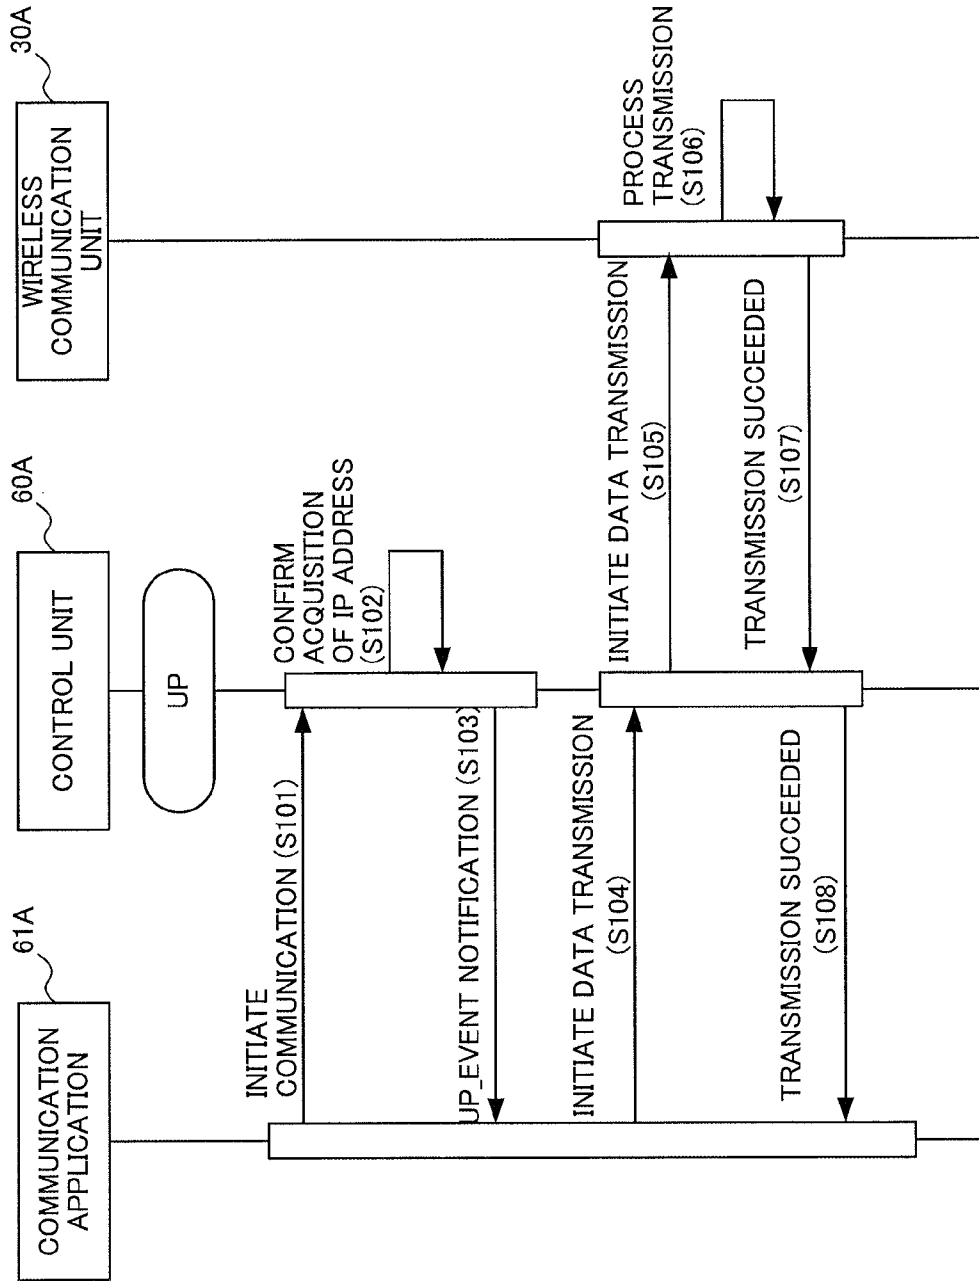 61A
COMMUNICATION
APPLICATION
60A
CONTROL UNIT
30A
WIRELESS
COMMUNICATION
UNIT
UP
INITIATE
COMMUNICATION (S101)
CONFIRM
ACQUISITION
OF IP ADDRESS
(S102)
UP_EVENT NOTIFICATION (S103)
INITIATE DATA TRANSMISSION
(S104)
INITIATE DATA TRANSMISSION
(S105)
PROCESS
TRANSMISSION
(S106)
TRANSMISSION SUCCEEDED
(S107)
TRANSMISSION SUCCEEDED
(S108)